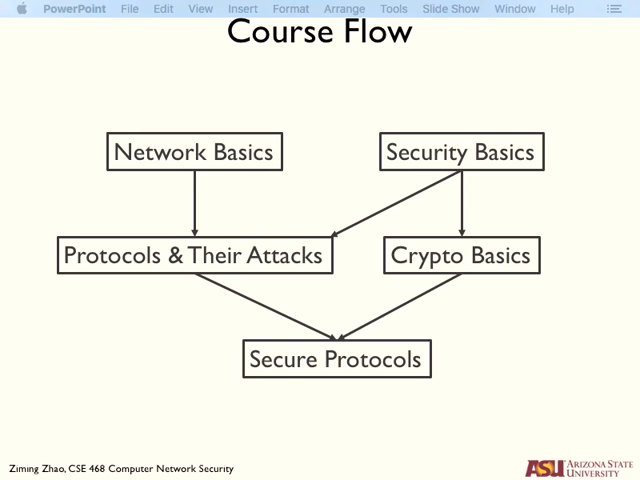 PowerPoint File Edit View Insert Format Arrange Tools Slide Show Window Help
Course Flow
Network Basics
Security Basics
Protocols & Their Attacks
Crypto Basics
Secure Protocols
Ziming Zhao, CSE 468 Computer Network Security
ASU ARIZONA STATE
UNIVERSITY